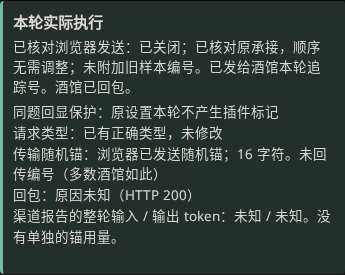 本轮实际执行
已核对浏览器发送：已关闭；已核对原承接，顺序
无需调整；未附加旧样本编号。已发给酒馆本轮追
踪号。酒馆已回包。
同题回显保护：原设置本轮不产生插件标记
请求类型：已有正确类型，未修改
传输随机锚：浏览器已发送随机锚；16 字符。未回
传编号（多数酒馆如此）
回包：原因未知（HTTP 200）
渠道报告的整轮输入 / 输出 token：未知 / 未知。没
有单独的锚用量。